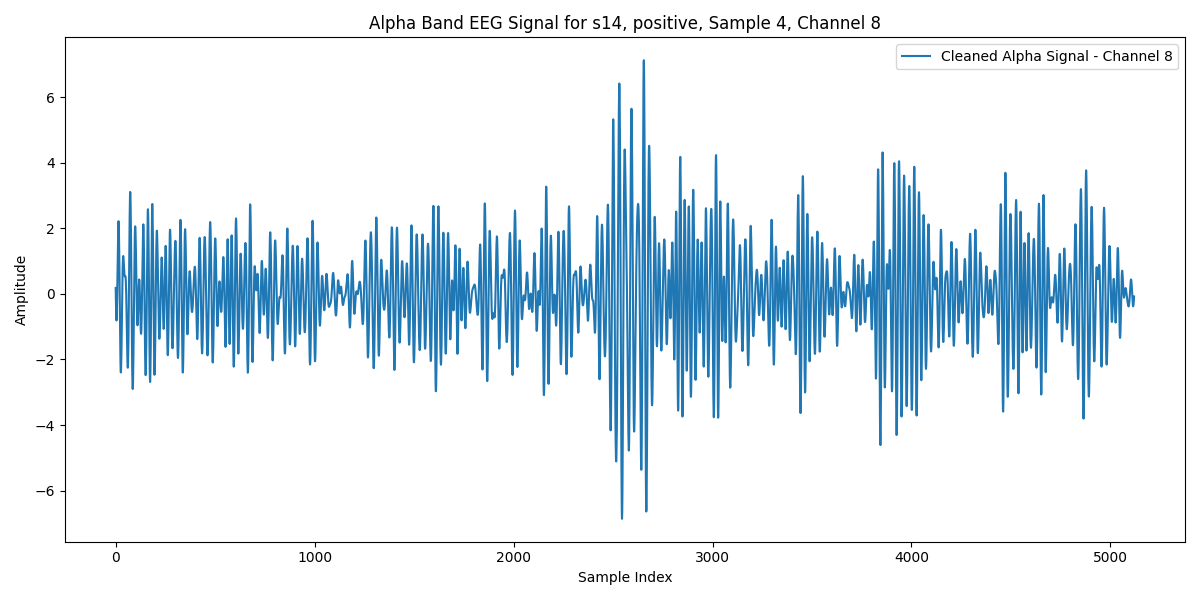 Alpha Band EEG Signal for s14, positive, Sample 4, Channel 8
Cleaned Alpha Signal - Channel 8
Amplitude
6
4
2
0
−2
−4
−6
0 1000 2000 3000 4000 5000
Sample Index